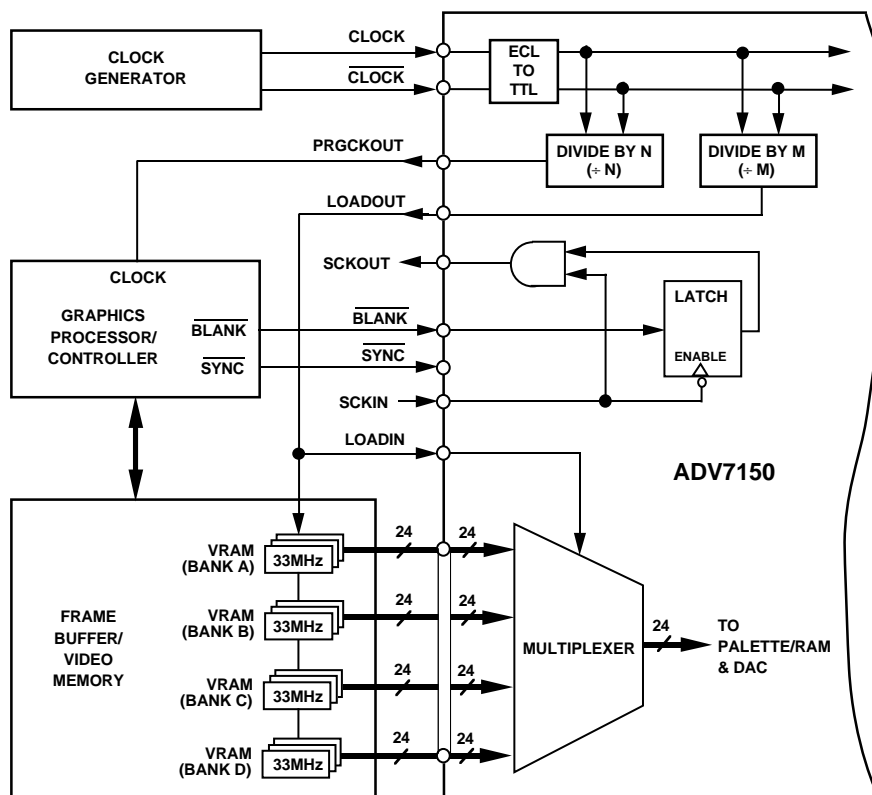 CLOCK
GENERATOR
CLOCK
CLOCK
ECL
TO
TTL
DIVIDE BY N
(÷ N)
DIVIDE BY M
(÷ M)
PRGCKOUT
LOADOUT
SCKOUT
CLOCK
GRAPHICS
PROCESSOR/
CONTROLLER
BLANK
SYNC
BLANK
SYNC
SCKIN
LATCH
ENABLE
LOADIN
ADV7150
FRAME
BUFFER/
VIDEO
MEMORY
VRAM
(BANK A)
33MHz
24
24
VRAM
(BANK B)
33MHz
24
24
VRAM
(BANK C)
33MHz
24
24
VRAM
(BANK D)
33MHz
24
24
MULTIPLEXER
24
TO
PALETTE/RAM
& DAC